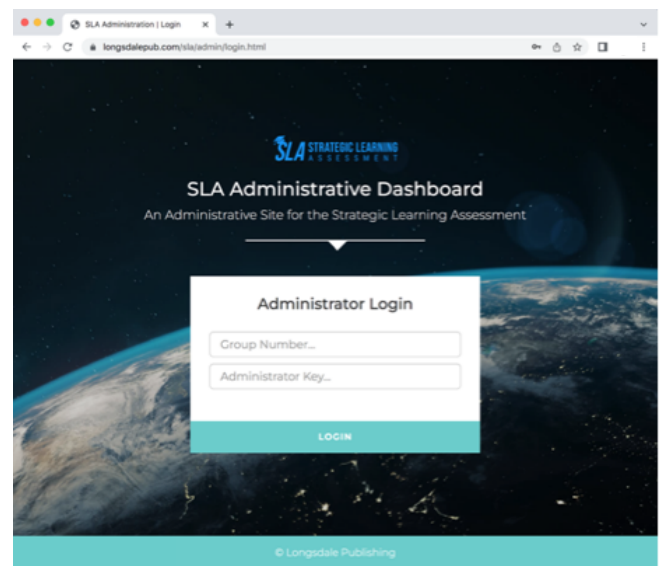 SLA Administration | Login
longsdalepub.com/sla/admin/login.html
SLA STRATEGIC LEARNING
ASSESSMENT
SLA Administrative Dashboard
An Administrative Site for the Strategic Learning Assessment
Administrator Login
Group Number...
Administrator Key...
LOGIN
© Longsdale Publishing